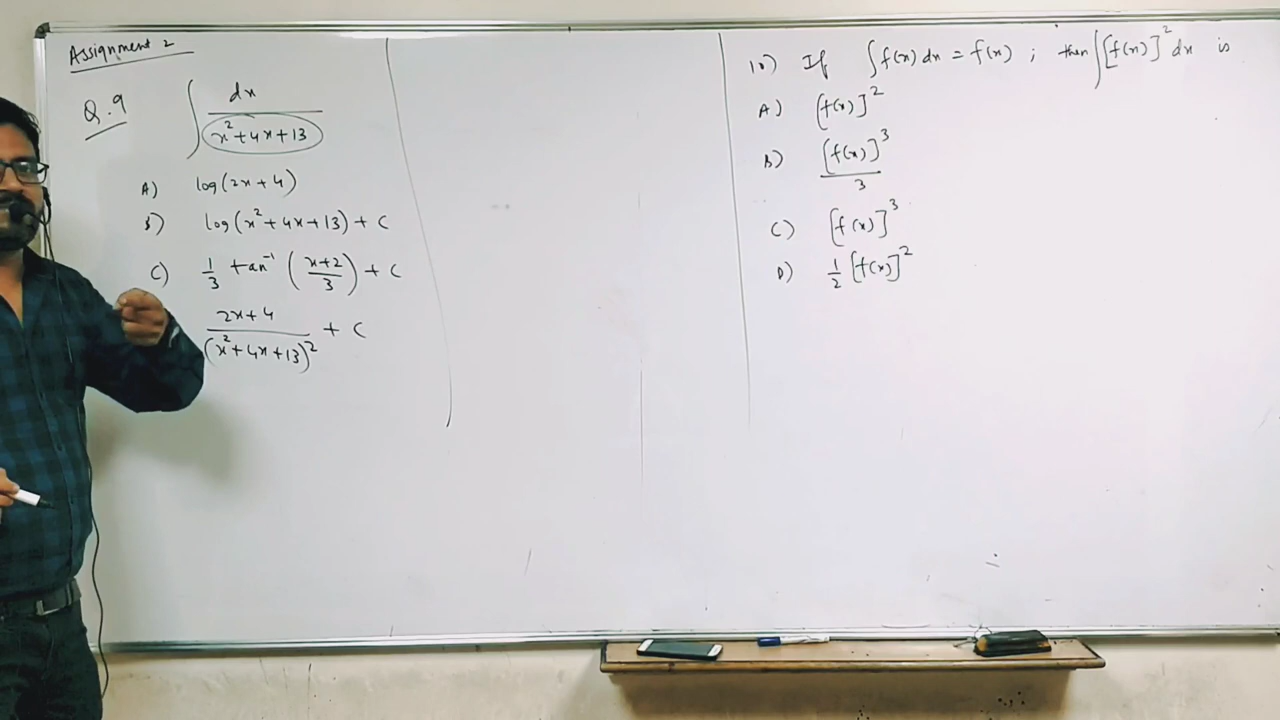 Assignment 2
Q.9 ∫ dx / (x² + 4x + 13)
A) log(2x + 4)
B) log(x² + 4x + 13) + C
C) 1/3 tan⁻¹ ((x+2)/3) + C
(2x + 4) / (x² + 4x + 13)² + C
10) If ∫ f(x) dx = f(x) ; then ∫ [f(x)]² dx is
A) [f(x)]²
B) [f(x)]³ / 3
C) [f(x)]³
D) 1/2 [f(x)]²